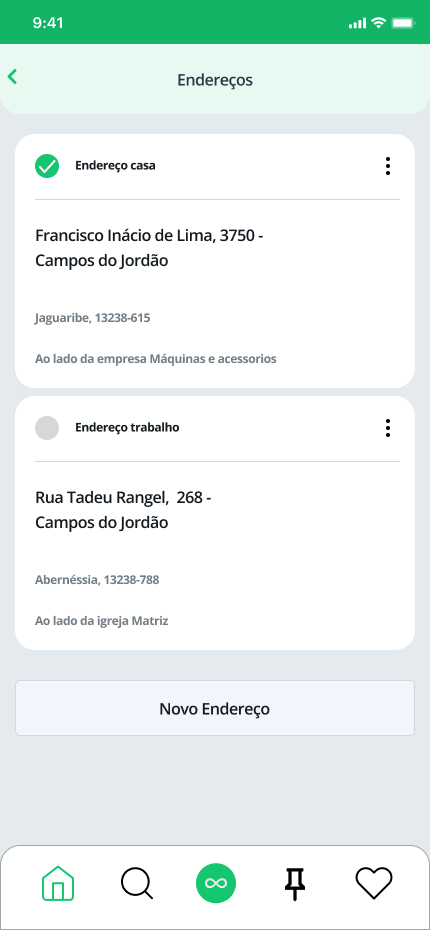 9:41
Endereços
Endereço casa
Francisco Inácio de Lima, 3750 -
Campos do Jordão
Jaguaribe, 13238-615
Ao lado da empresa Máquinas e acessorios
Endereço trabalho
Rua Tadeu Rangel,  268 -
Campos do Jordão
Abernéssia, 13238-788
Ao lado da igreja Matriz
Novo Endereço